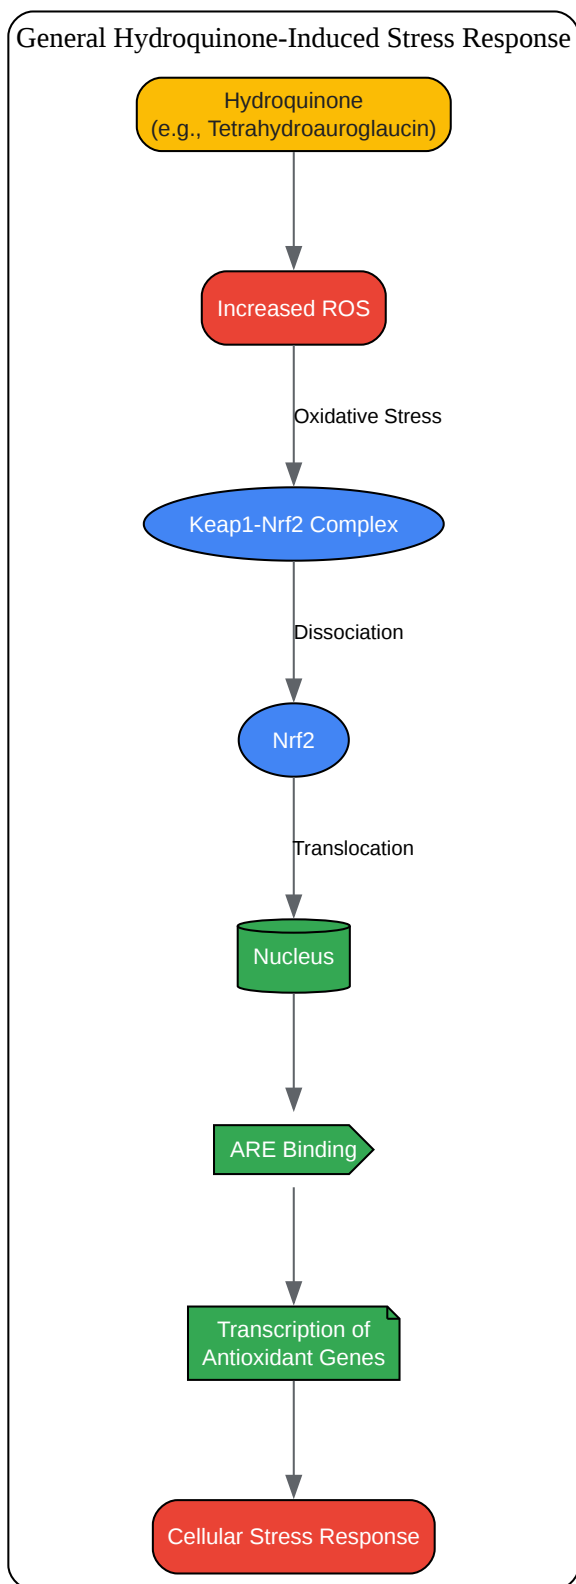 General Hydroquinone-Induced Stress Response
Hydroquinone
(e.g., Tetrahydroauroglaucin)
Increased ROS
Oxidative Stress
Keap1-Nrf2 Complex
Dissociation
Nrf2
Translocation
Nucleus
ARE Binding
Transcription of
Antioxidant Genes
Cellular Stress Response